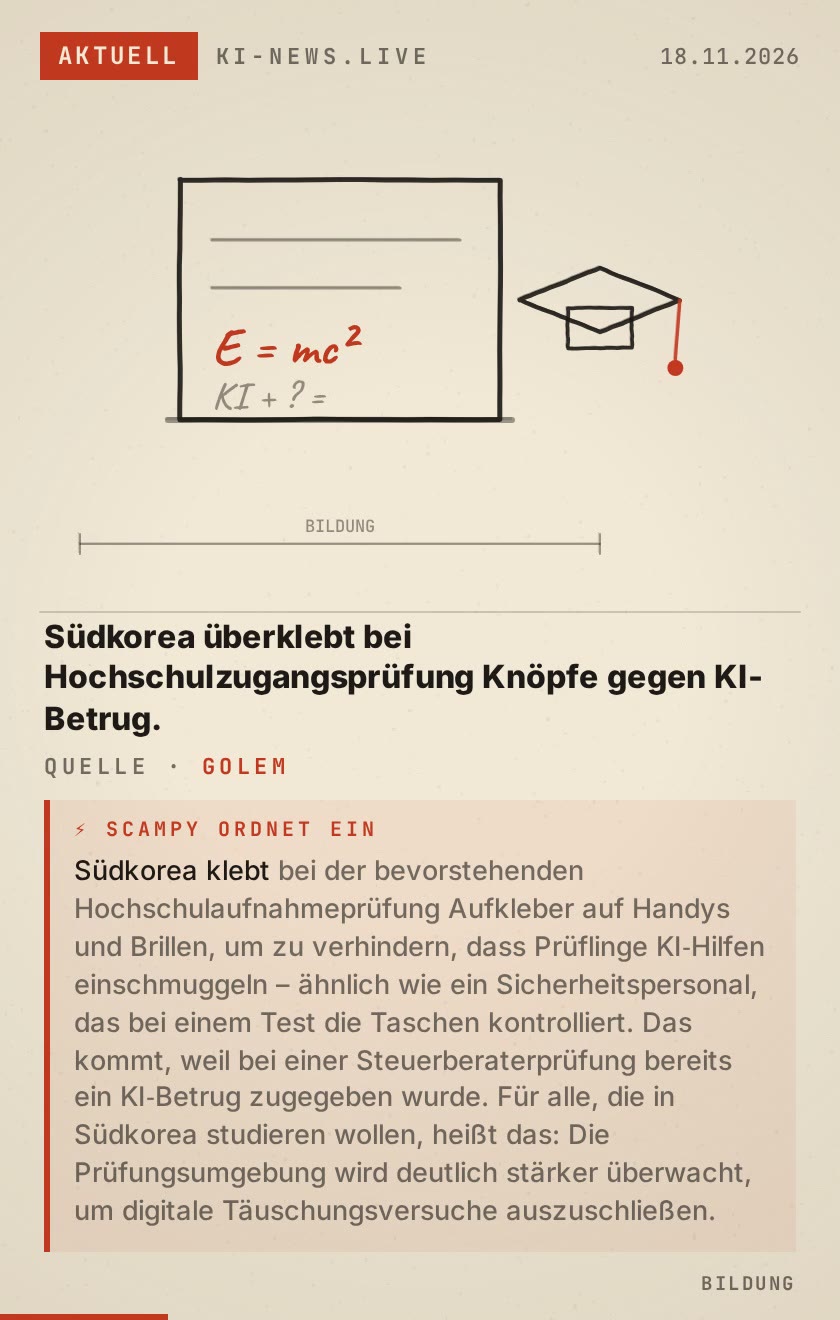 AKTUELL KI-NEWS.LIVE 18.11.2026
E = mc²
KI + ? =
BILDUNG
Südkorea überklebt bei
Hochschulzugangsprüfung Knöpfe gegen KI-
Betrug.
QUELLE · GOLEM
⚡ SCAMPY ORDNET EIN
Südkorea klebt bei der bevorstehenden
Hochschulaufnahmeprüfung Aufkleber auf Handys
und Brillen, um zu verhindern, dass Prüflinge KI-Hilfen
einschmuggeln – ähnlich wie ein Sicherheitspersonal,
das bei einem Test die Taschen kontrolliert. Das
kommt, weil bei einer Steuerberaterprüfung bereits
ein KI-Betrug zugegeben wurde. Für alle, die in
Südkorea studieren wollen, heißt das: Die
Prüfungsumgebung wird deutlich stärker überwacht,
um digitale Täuschungsversuche auszuschließen.
BILDUNG